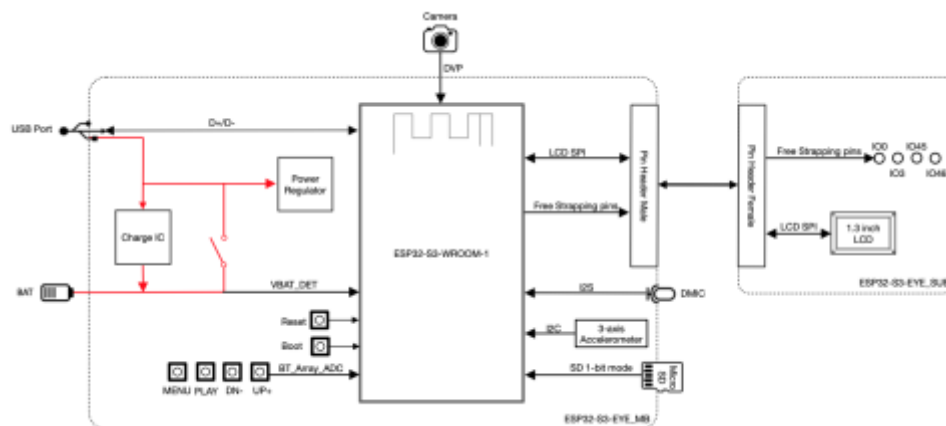 Camera
DVP
USB Port
D+/D-
Power
Regulator
Charge IC
BAT
VBAT_DET
Reset
Boot
BT_Array_ADC
MENU
PLAY
DN-
UP+
ESP32-S3-WROOM-1
LCD SPI
Free Strapping pins
Pin Header Male
I2S
DMIC
I2C
3-axis
Accelerometer
SD 1-bit mode
Micro
SD
ESP32-S3-EYE_MB
Pin Header Female
Free Strapping pins
IO0
IO45
IO3
IO46
LCD SPI
1.3 inch
LCD
ESP32-S3-EYE_SUB